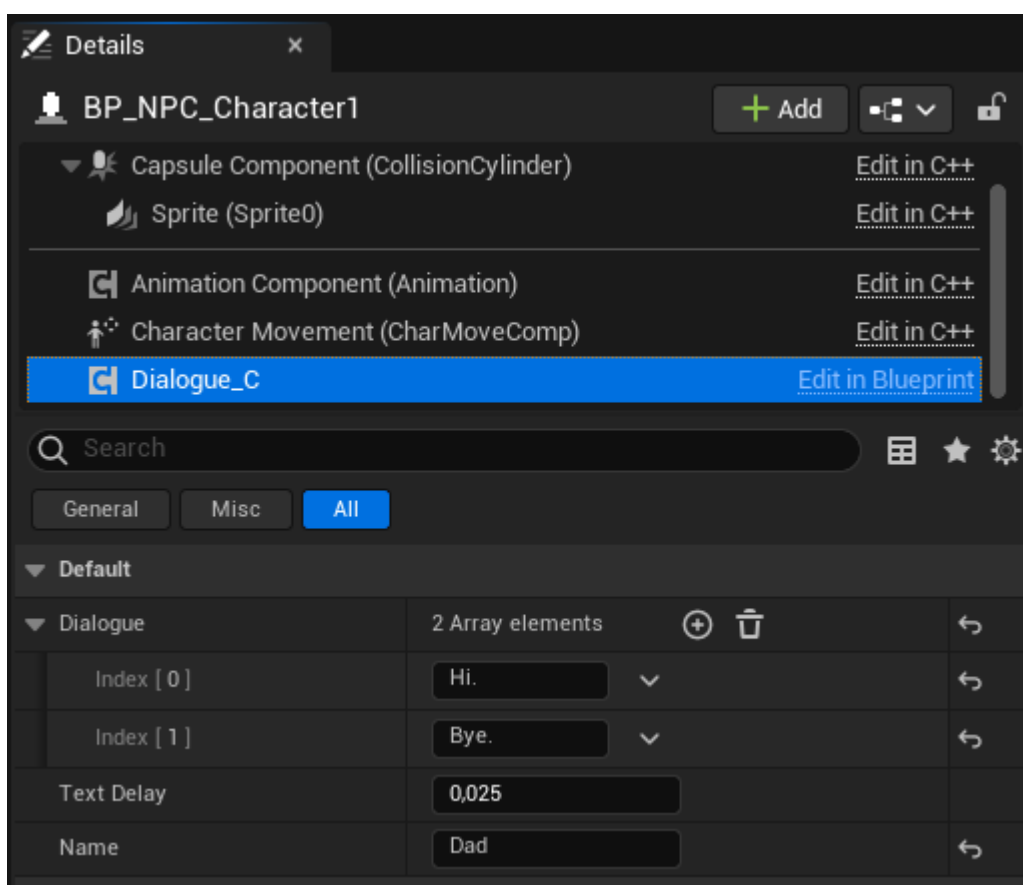 Details
BP_NPC_Character1
Add
Capsule Component (CollisionCylinder) Edit in C++
Sprite (Sprite0) Edit in C++
Animation Component (Animation) Edit in C++
Character Movement (CharMoveComp) Edit in C++
Dialogue_C Edit in Blueprint
Search
General Misc All
Default
Dialogue 2 Array elements
Index [ 0 ] Hi.
Index [ 1 ] Bye.
Text Delay 0,025
Name Dad